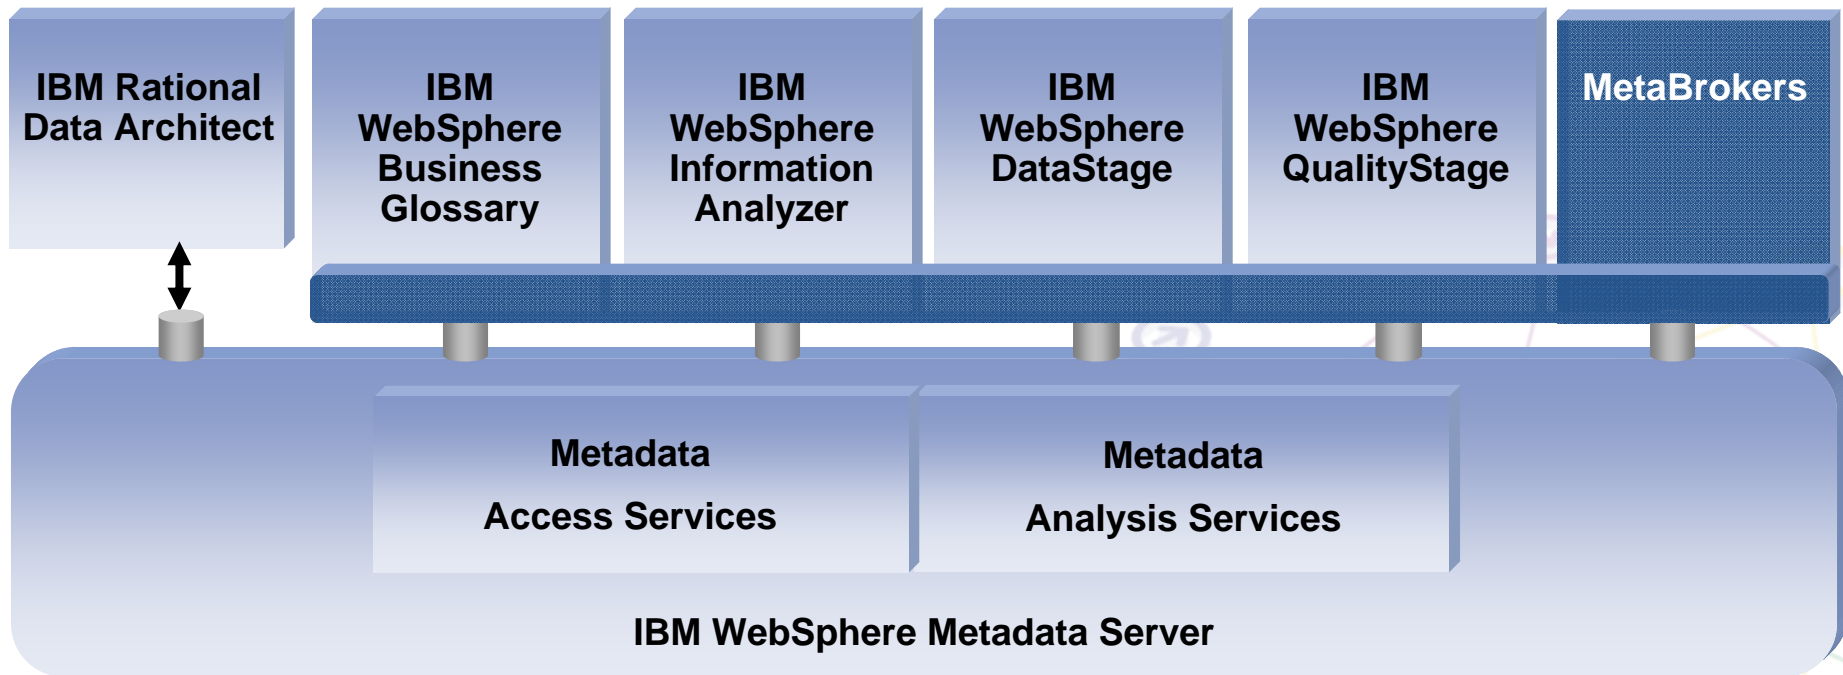 IBM Rational
Data Architect
IBM
WebSphere
Business
Glossary
IBM
WebSphere
Information
Analyzer
IBM
WebSphere
DataStage
IBM
WebSphere
QualityStage
MetaBrokers
Metadata
Access Services
Metadata
Analysis Services
IBM WebSphere Metadata Server